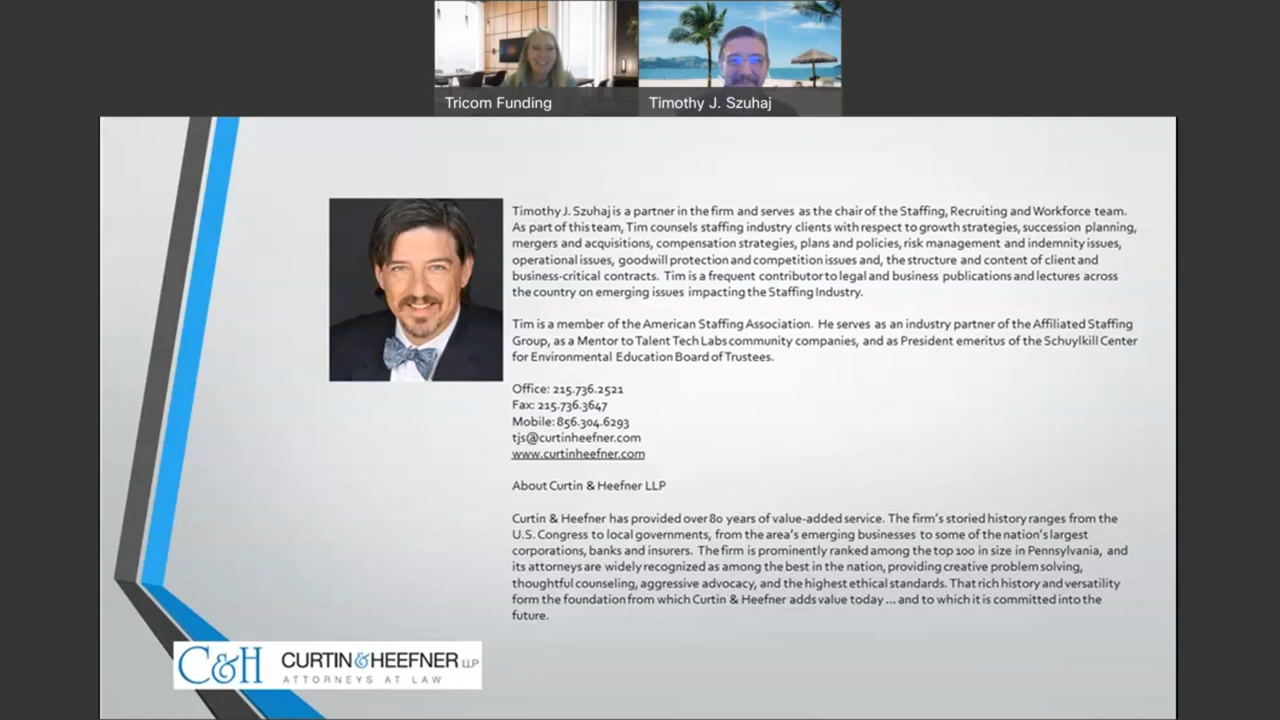 Tricom Funding
Timothy J. Szuhaj
Timothy J. Szuhaj is a partner in the firm and serves as the chair of the Staffing, Recruiting and Workforce team.
As part of this team, Tim counsels staffing industry clients with respect to growth strategies, succession planning,
mergers and acquisitions, compensation strategies, plans and policies, risk management and indemnity issues,
operational issues, goodwill protection and competition issues and, the structure and content of client and
business-critical contracts. Tim is a frequent contributor to legal and business publications and lectures across
the country on emerging issues impacting the Staffing Industry.
Tim is a member of the American Staffing Association. He serves as an industry partner of the Affiliated Staffing
Group, as a Mentor to Talent Tech Labs community companies, and as President emeritus of the Schuylkill Center
for Environmental Education Board of Trustees.
Office: 215.736.2521
Fax: 215.736.3647
Mobile: 856.304.6293
tjs@curtinheefner.com
www.curtinheefner.com
About Curtin & Heefner LLP
Curtin & Heefner has provided over 80 years of value-added service. The firm's storied history ranges from the
U.S. Congress to local governments, from the area's emerging businesses to some of the nation's largest
corporations, banks and insurers. The firm is prominently ranked among the top 100 in size in Pennsylvania, and
its attorneys are widely recognized as among the best in the nation, providing creative problem solving,
thoughtful counseling, aggressive advocacy, and the highest ethical standards. That rich history and versatility
form the foundation from which Curtin & Heefner adds value today ... and to which it is committed into the
future.
C&H CURTIN & HEEFNER LLP
ATTORNEYS AT LAW